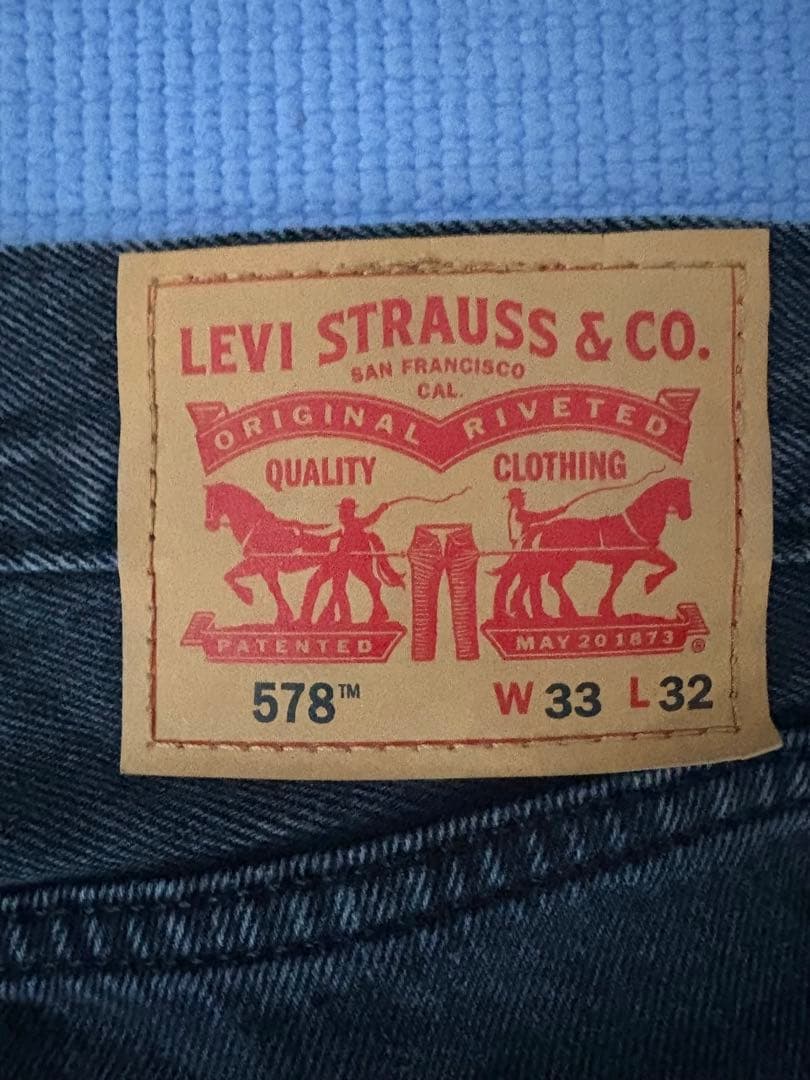 LEVI STRAUSS & CO.
SAN FRANCISCO
CAL.
ORIGINAL RIVETED
QUALITY CLOTHING
PATENTED MAY 20 1873 ®
578™ W 33 L 32